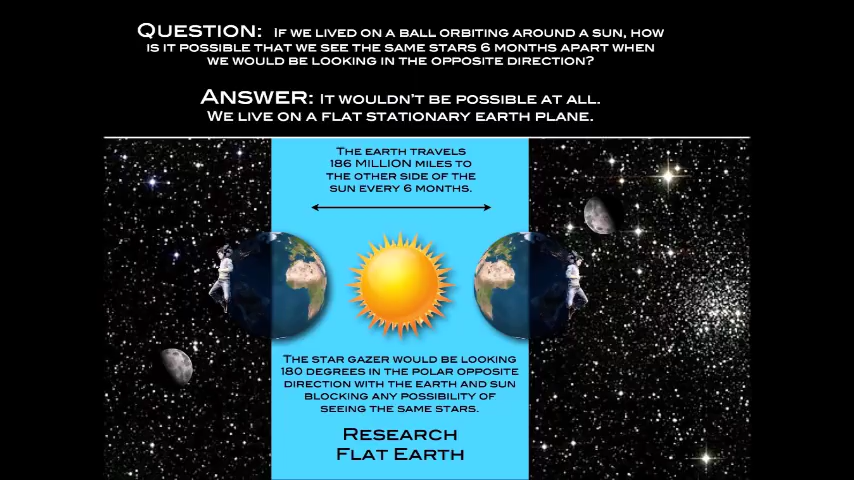 Question: If we lived on a ball orbiting around a sun, how
is it possible that we see the same stars 6 months apart when
we would be looking in the opposite direction?
Answer: It wouldn't be possible at all.
We live on a flat stationary earth plane.
The earth travels
186 million miles to
the other side of the
sun every 6 months.
The star gazer would be looking
180 degrees in the polar opposite
direction with the earth and sun
blocking any possibility of
seeing the same stars.
Research
Flat Earth